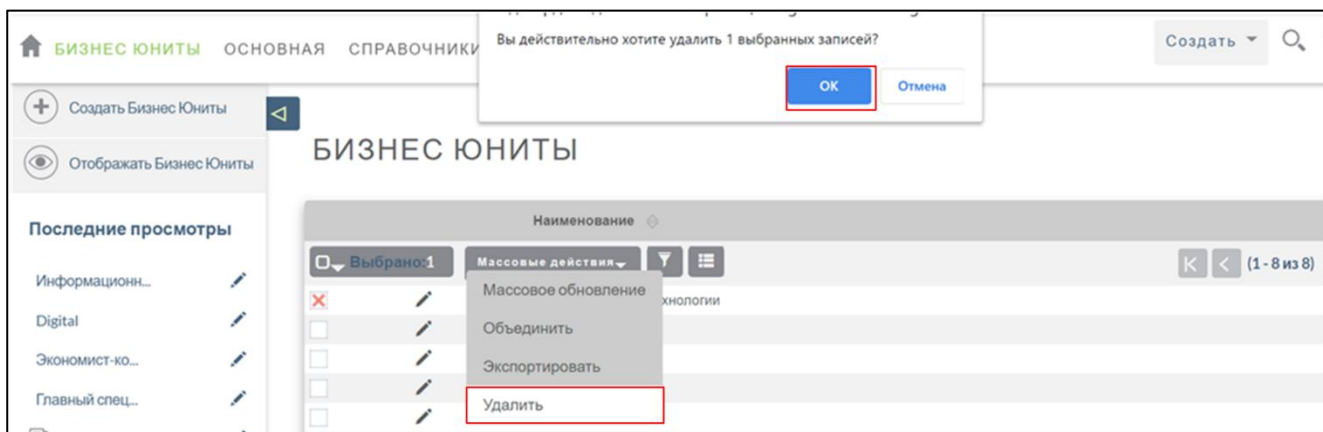 Вы действительно хотите удалить 1 выбранных записей?
ОК Отмена
БИЗНЕС ЮНИТЫ ОСНОВНАЯ СПРАВОЧНИКИ
Создать
Создать Бизнес Юниты
Отображать Бизнес Юниты
БИЗНЕС ЮНИТЫ
Последние просмотры
Информационн...
Digital
Экономист-ко...
Главный спец...
Наименование
Выбрано:1 Массовые действия (1 - 8 из 8)
Массовое обновление
хнологии
Объединить
Экспортировать
Удалить